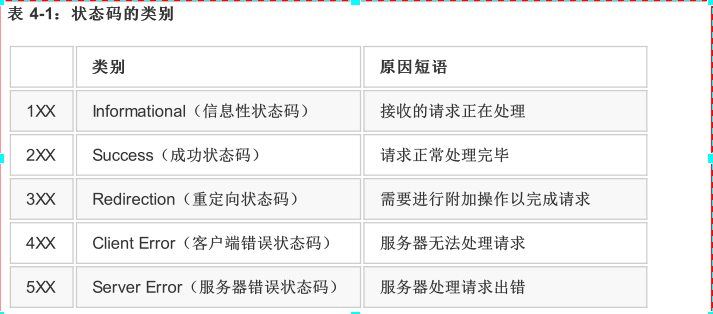 表 4-1：状态码的类别
类别 原因短语
1XX Informational（信息性状态码） 接收的请求正在处理
2XX Success（成功状态码） 请求正常处理完毕
3XX Redirection（重定向状态码） 需要进行附加操作以完成请求
4XX Client Error（客户端错误状态码） 服务器无法处理请求
5XX Server Error（服务器错误状态码） 服务器处理请求出错